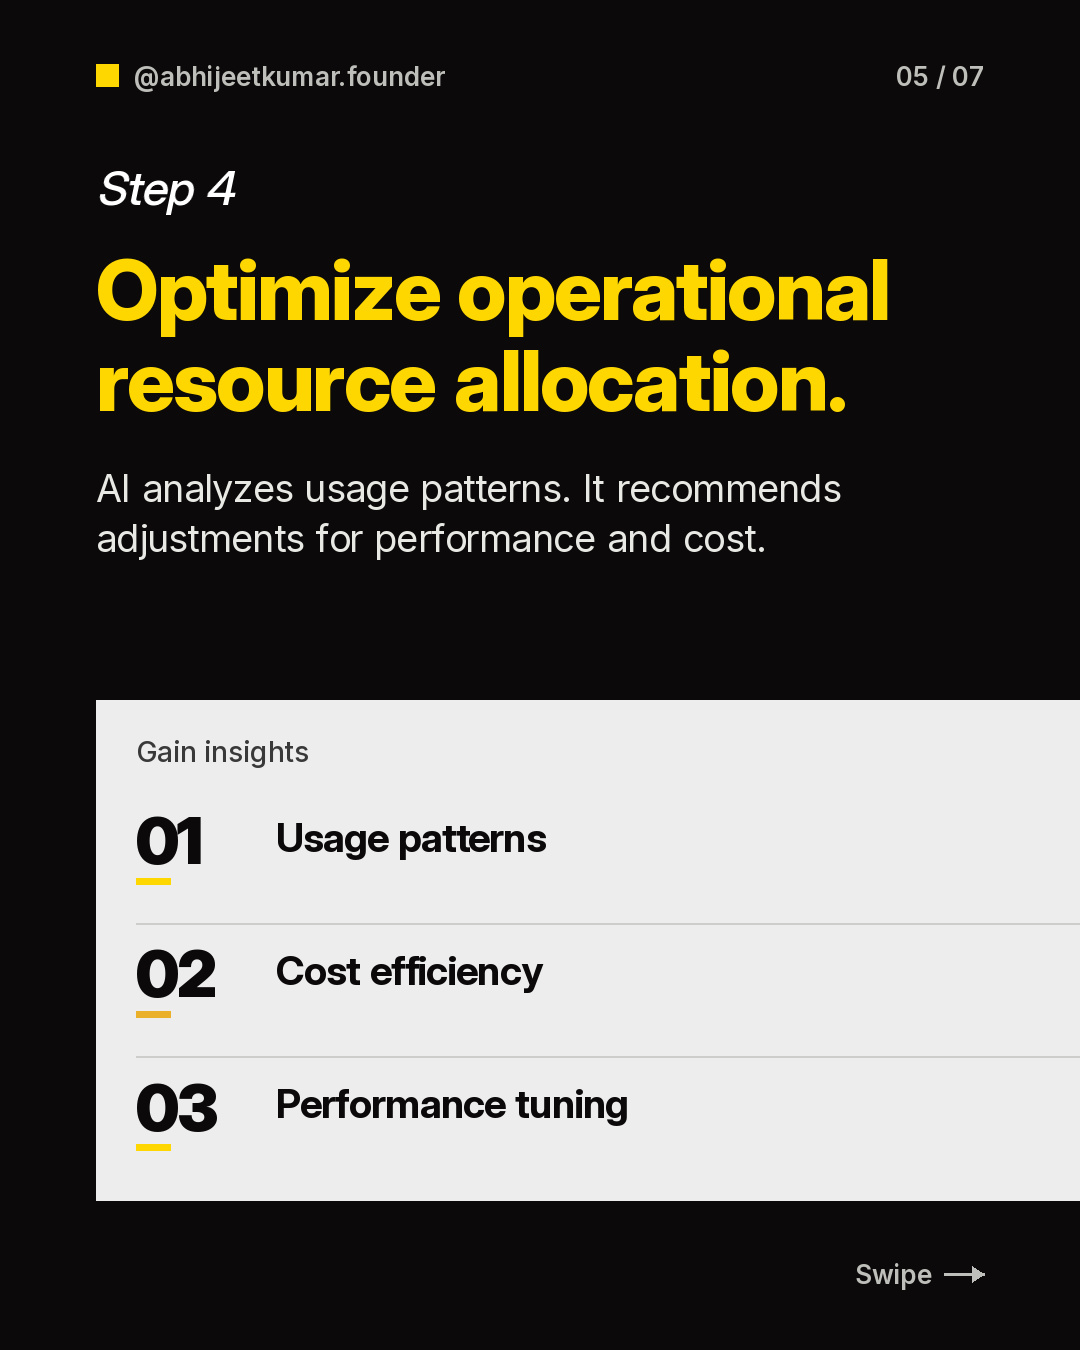 @abhijeetkumar.founder
05 / 07
Step 4
Optimize operational
resource allocation.
AI analyzes usage patterns. It recommends
adjustments for performance and cost.
Gain insights
01 Usage patterns
02 Cost efficiency
03 Performance tuning
Swipe